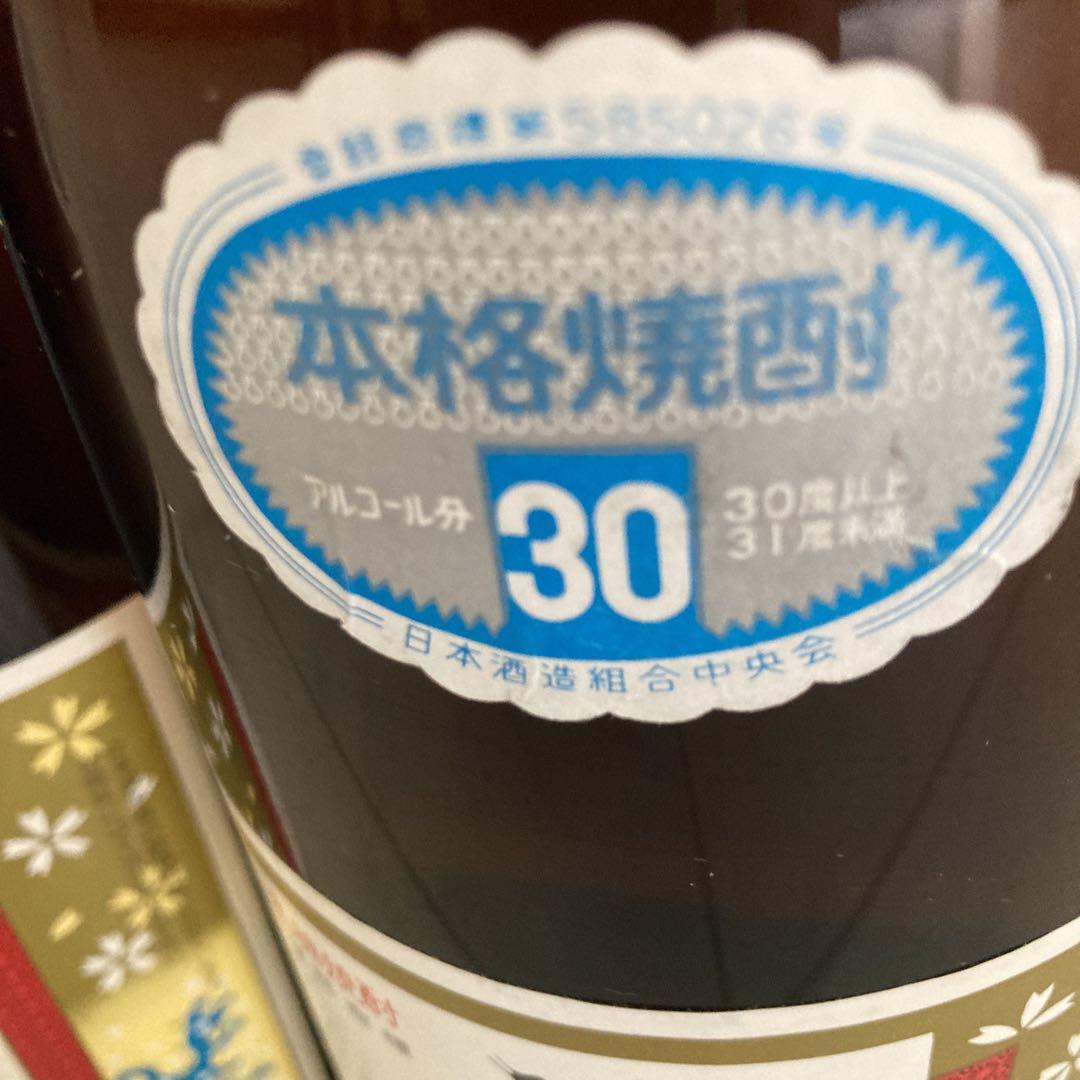 登録商標第585026号
本格焼酎
アルコール分
30
30度以上
31度未満
日本酒造組合中央会